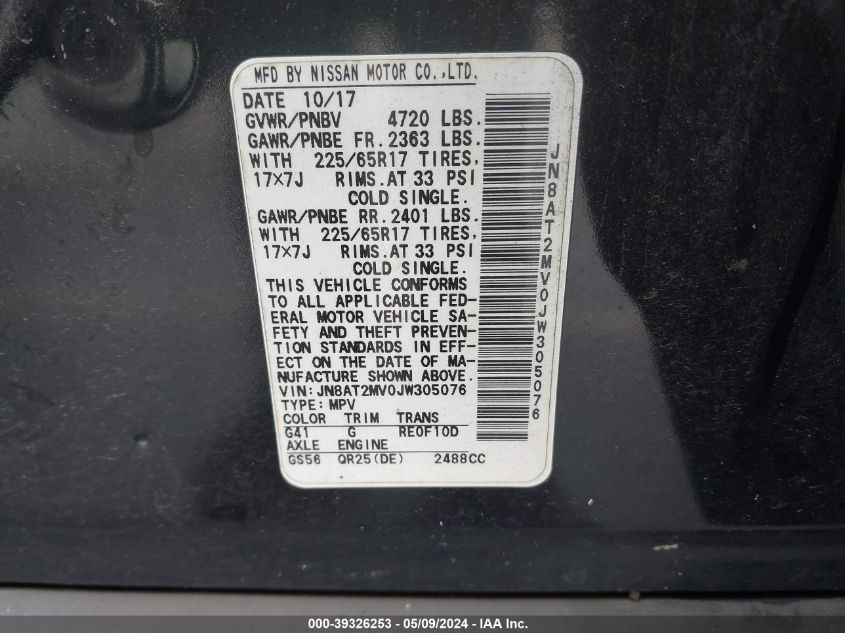 MFD BY NISSAN MOTOR CO.,LTD.
DATE 10/17
GVWR/PNBV 4720 LBS.
GAWR/PNBE FR.2363 LBS.
WITH 225/65R17 TIRES,
17×7J RIMS.AT 33 PSI
COLD SINGLE.
GAWR/PNBE RR.2401 LBS.
WITH 225/65R17 TIRES,
17×7J RIMS.AT 33 PSI
COLD SINGLE.
THIS VEHICLE CONFORMS
TO ALL APPLICABLE FED-
ERAL MOTOR VEHICLE SA-
FETY AND THEFT PREVEN-
TION STANDARDS IN EFF-
ECT ON THE DATE OF MA-
NUFACTURE SHOWN ABOVE.
VIN:JN8AT2MV0JW305076
TYPE:MPV
COLOR TRIM TRANS
G41 G RE0F10D
AXLE ENGINE
GS56 QR25(DE) 2488CC
JN8AT2MV0JW305076
000-39326253 - 05/09/2024 - IAA Inc.